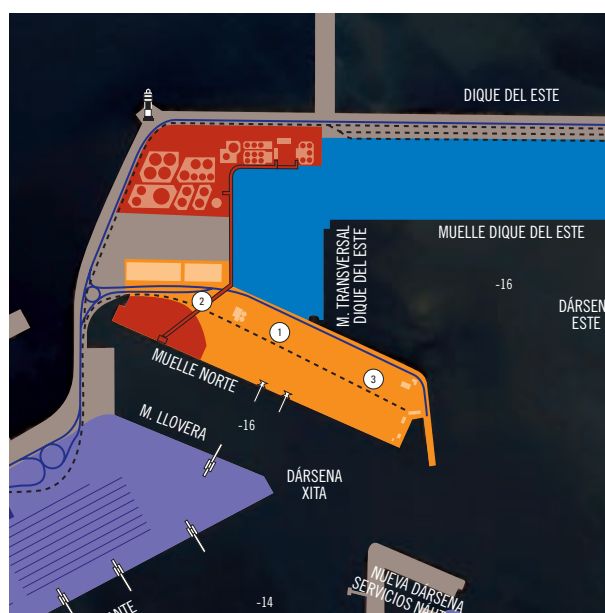 DIQUE DEL ESTE
M. TRANSVERSAL
DIQUE DEL ESTE
MUELLE DIQUE DEL ESTE
-16
DÁRSENA
ESTE
2
1
3
MUELLE NORTE
M. LLOVERA
-16
DÁRSENA
XITA
NUEVA DÁRSENA
SERVICIOS
-14